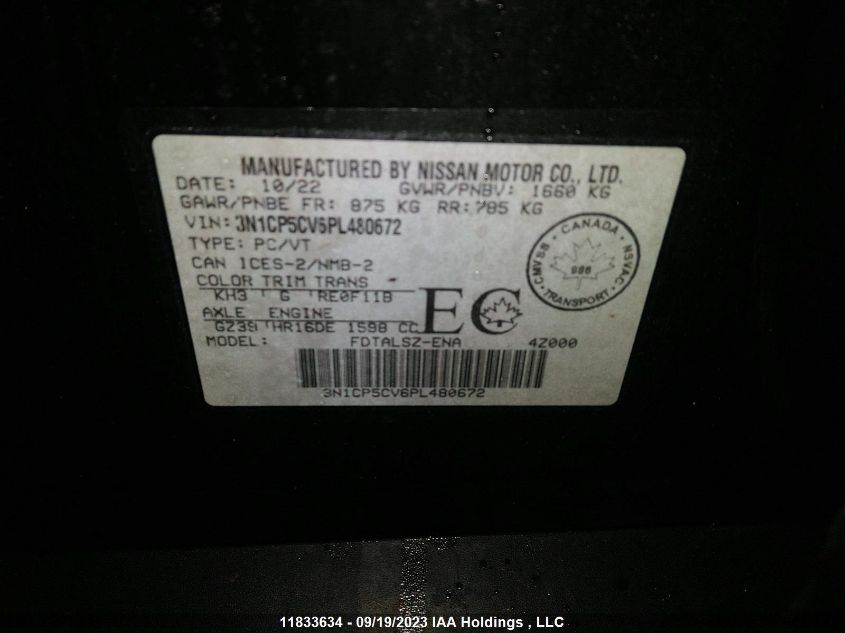 MANUFACTURED BY NISSAN MOTOR CO., LTD.
DATE: 10/22 GVWR/PNBV: 1660 KG
GAWR/PNBE FR: 875 KG RR: 785 KG
VIN: 3N1CP5CV6PL480672
TYPE: PC/VT
CAN ICES-2/NMB-2
COLOR TRIM TRANS
KH3 G RE0F11B
AXLE ENGINE
GZ39 HR16DE 1598 CC
MODEL: FDTALSZ-ENA 4Z000
EC
CANADA
CMVSS NSVAC
TRANSPORT
3N1CP5CV6PL480672
11833634 - 09/19/2023 IAA Holdings , LLC